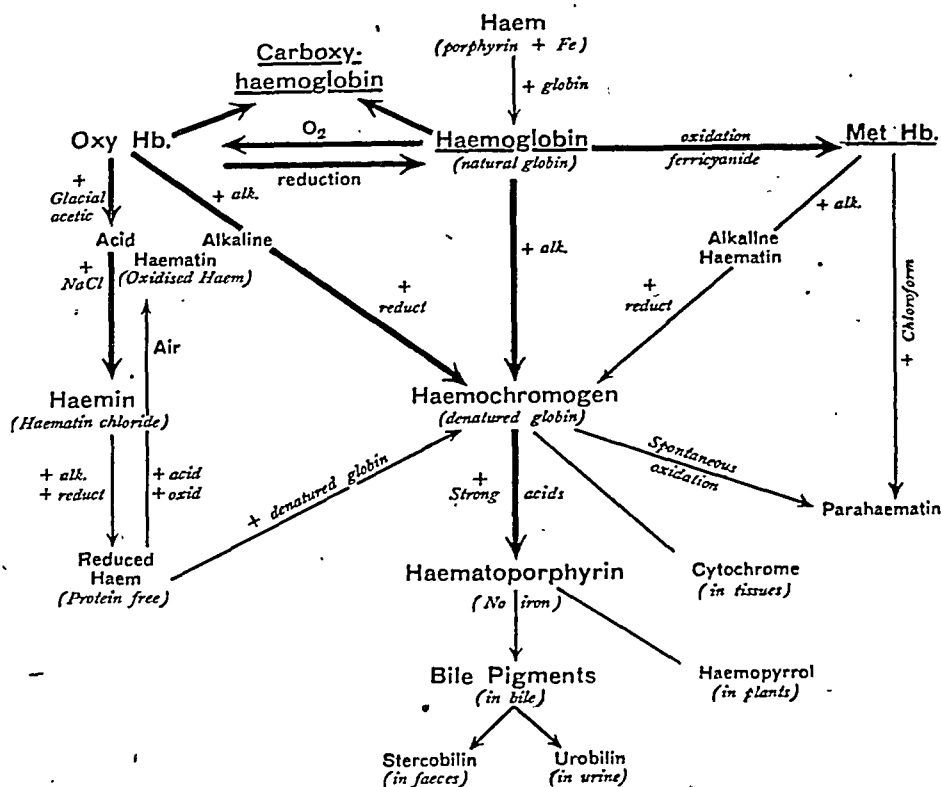 Haem
(porphyrin + Fe)
Carboxy-
haemoglobin
+ globin
Oxy Hb.
O2
Haemoglobin
(natural globin)
oxidation
ferricyanide
Met Hb.
reduction
+
Glacial
acetic
+ alk.
+ alk.
+ alk.
Acid
Alkaline
Haematin
(Oxidised Haem)
Alkaline
Haematin
+
NaCl
+
reduct
+
reduct
+ Chloroform
Air
Haemin
(Haematin chloride)
Haemochromogen
(denatured globin)
+ alk.
+ reduct
+ acid
+ oxid
+ denatured globin
+
Strong acids
Spontaneous
oxidation
Parahaematin
Reduced
Haem
(Protein free)
Haematoporphyrin
(No iron)
Cytochrome
(in tissues)
Bile Pigments
(in bile)
Haemopyrrol
(in plants)
Stercobilin
(in faeces)
Urobilin
(in urine)